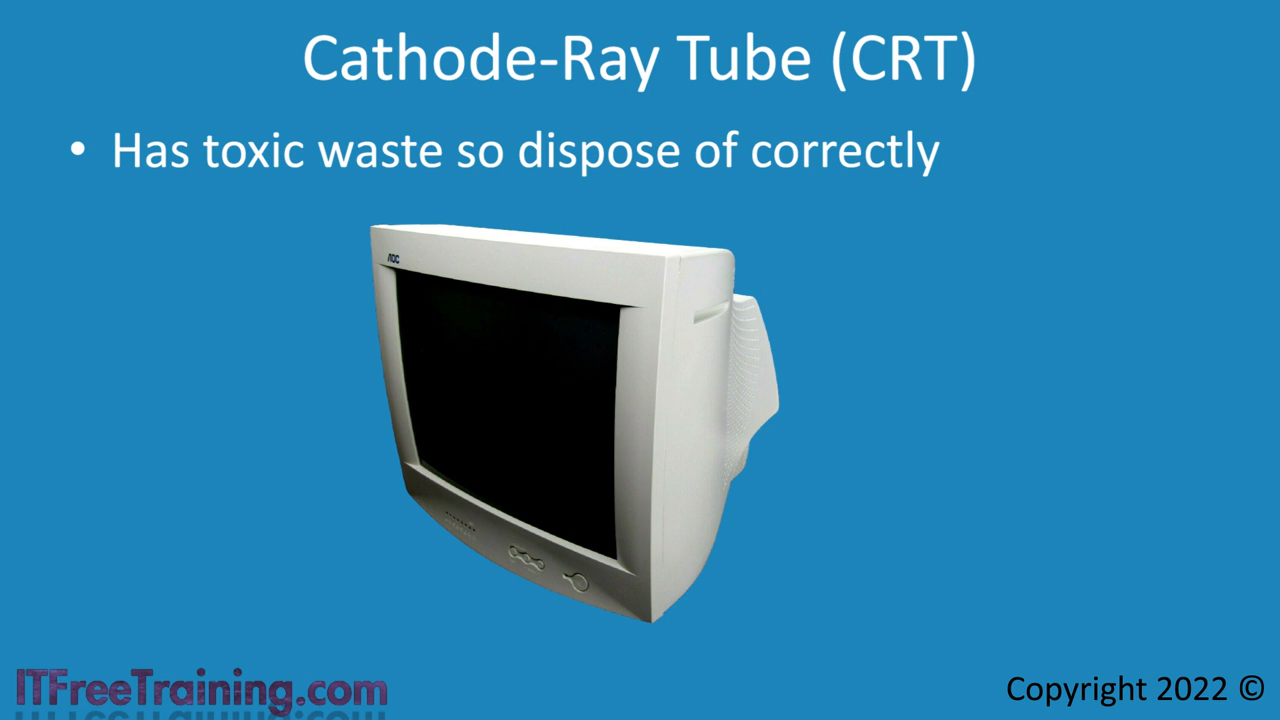 Cathode-Ray Tube (CRT)
• Has toxic waste so dispose of correctly
AOC
ITFreeTraining.com
Copyright 2022 ©